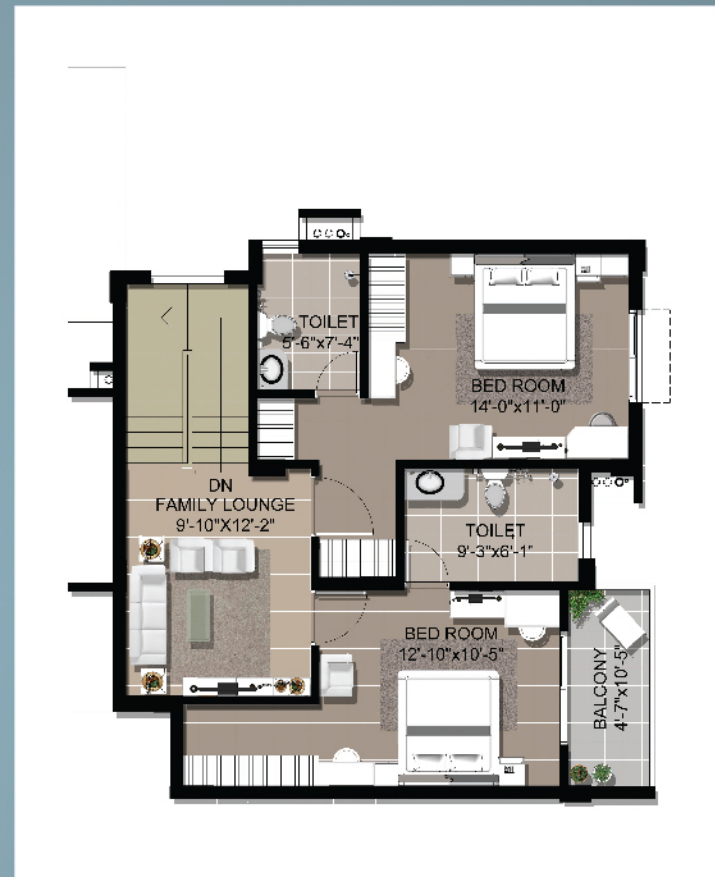 TOILET
5'-6"x7'-4"
BED ROOM
14'-0"x11'-0"
DN
FAMILY LOUNGE
9'-10"X12'-2"
TOILET
9'-3"x6'-1"
BED ROOM
12'-10"x10'-5"
BALCONY
4'-7"x10'-5"